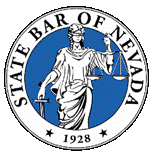 STATE BAR OF NEVADA
1928